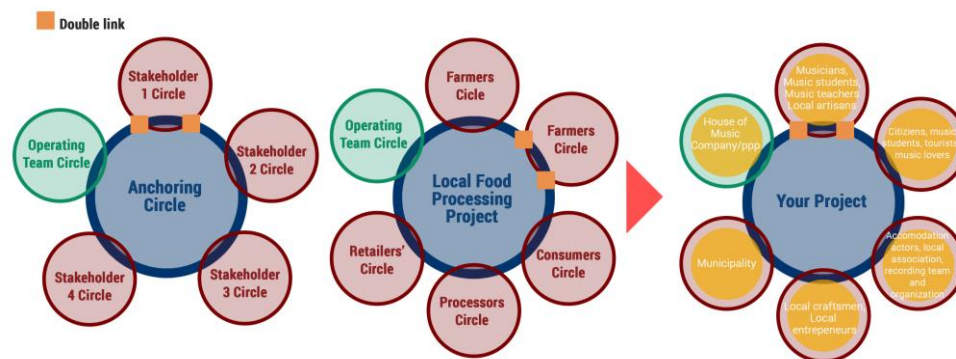 Double link
Stakeholder
1 Circle
Operating
Team Circle
Stakeholder
2 Circle
Anchoring
Circle
Stakeholder
4 Circle
Stakeholder
3 Circle
Farmers
Cicle
Operating
Team Circle
Farmers
Circle
Local Food
Processing
Project
Retailers'
Circle
Consumers
Circle
Processors
Circle
Musicians,
Music students,
Music teachers
Local artisans
House of
Music
Company/ppp
Citiziens, music
students, tourists
music lovers
Your Project
Municipality
Accomodation
actors, local
association,
recording team
and
organization
Local craftsmen,
Local
entrepeneurs